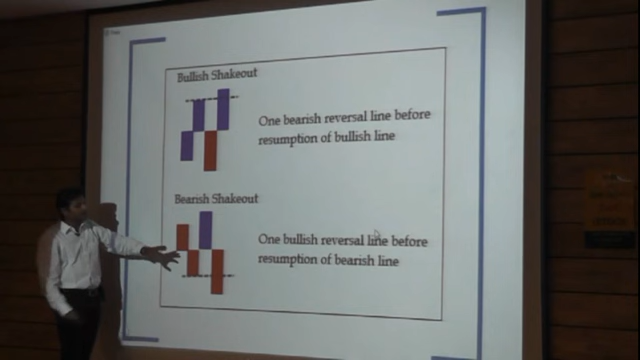 Bullish Shakeout
One bearish reversal line before
resumption of bullish line
Bearish Shakeout
One bullish reversal line before
resumption of bearish line